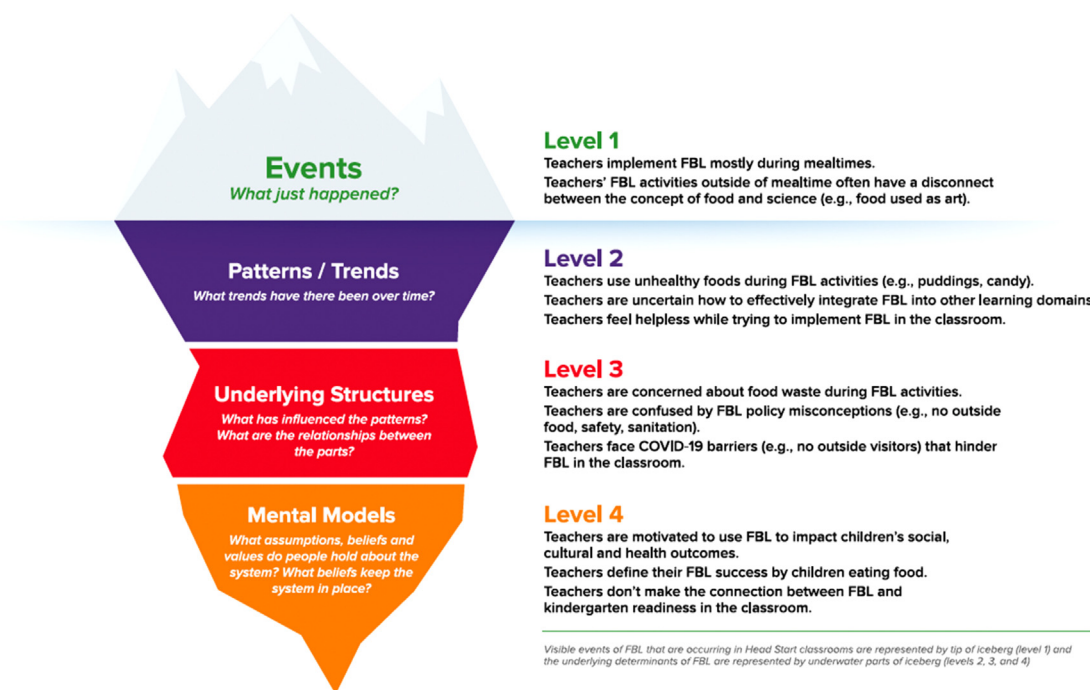 Events
What just happened?
Patterns / Trends
What trends have there been over time?
Underlying Structures
What has influenced the patterns?
What are the relationships between
the parts?
Mental Models
What assumptions, beliefs and
values do people hold about the
system? What beliefs keep the
system in place?
Level 1
Teachers implement FBL mostly during mealtimes.
Teachers' FBL activities outside of mealtime often have a disconnect
between the concept of food and science (e.g., food used as art).
Level 2
Teachers use unhealthy foods during FBL activities (e.g., puddings, candy).
Teachers are uncertain how to effectively integrate FBL into other learning domains
Teachers feel helpless while trying to implement FBL in the classroom.
Level 3
Teachers are concerned about food waste during FBL activities.
Teachers are confused by FBL policy misconceptions (e.g., no outside
food, safety, sanitation).
Teachers face COVID-19 barriers (e.g., no outside visitors) that hinder
FBL in the classroom.
Level 4
Teachers are motivated to use FBL to impact children's social,
cultural and health outcomes.
Teachers define their FBL success by children eating food.
Teachers don't make the connection between FBL and
kindergarten readiness in the classroom.
Visible events of FBL that are occurring in Head Start classrooms are represented by tip of iceberg (level 1) and
the underlying determinants of FBL are represented by underwater parts of iceberg (levels 2, 3, and 4)